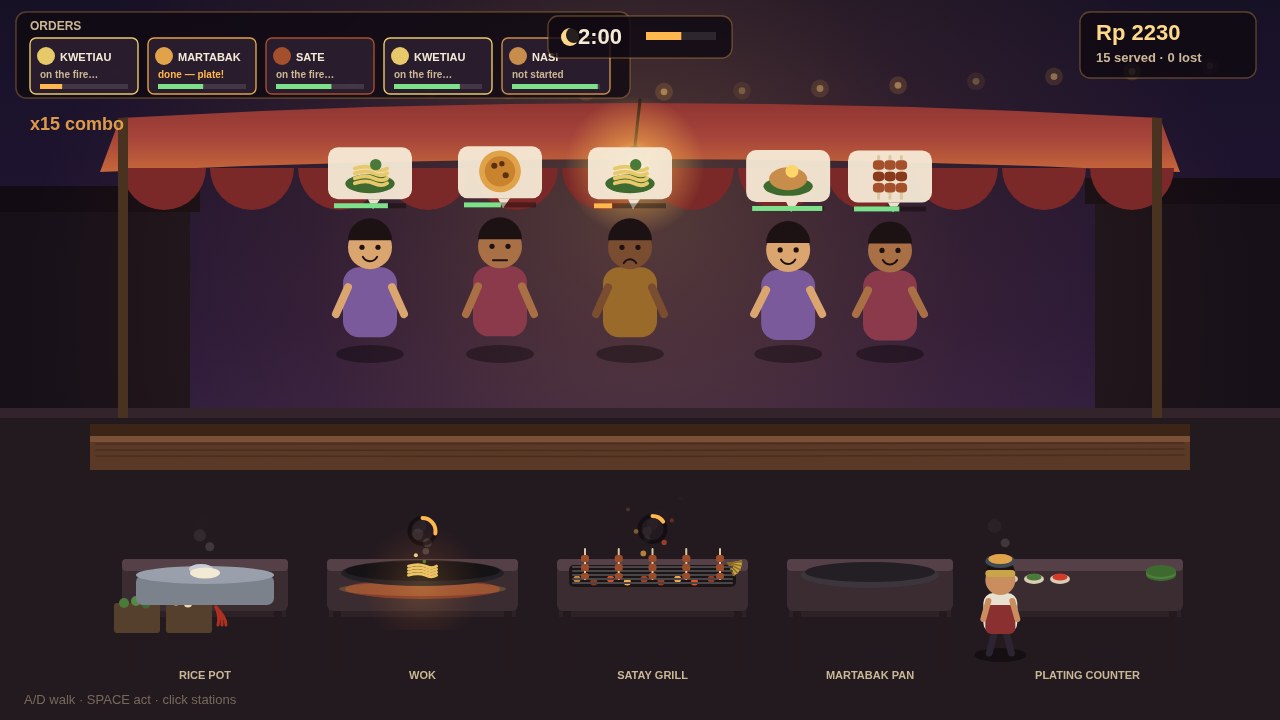 ORDERS
KWETIAU
on the fire…
MARTABAK
done — plate!
SATE
on the fire…
KWETIAU
on the fire…
NASI
not started
2:00
Rp 2230
15 served · 0 lost
x15 combo
RICE POT
WOK
SATAY GRILL
MARTABAK PAN
PLATING COUNTER
A/D walk · SPACE act · click stations